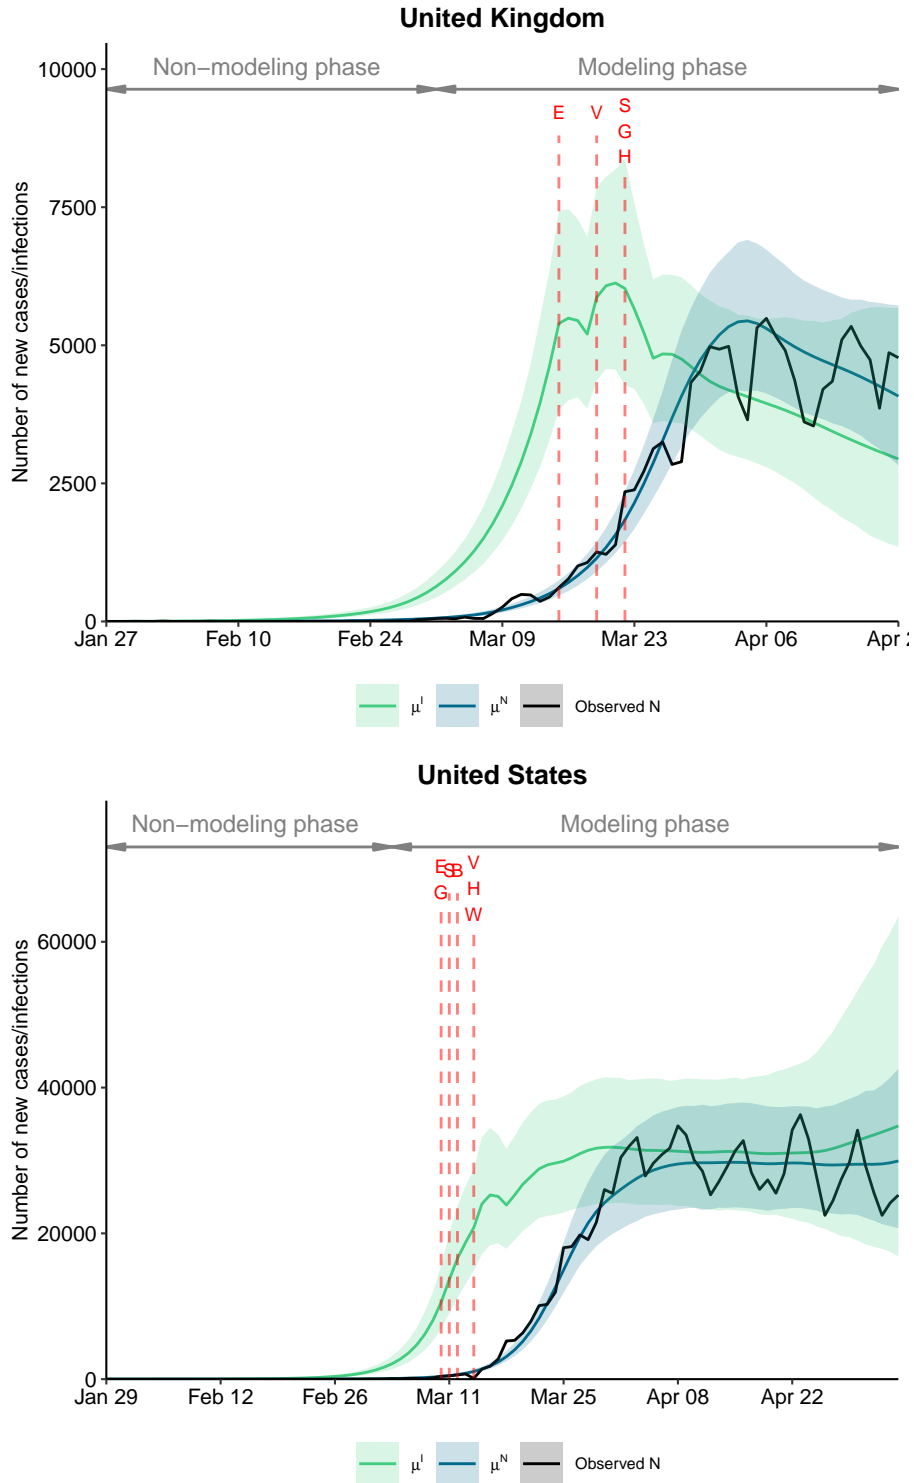 United Kingdom
10000
Non−modeling phase
Modeling phase
E
V
S
G
H
7500
5000
2500
0
Number of new cases/infections
Jan 27
Feb 10
Feb 24
Mar 09
Mar 23
Apr 06
Apr
μI
μN
Observed N
United States
Non−modeling phase
Modeling phase
E
G
S
B
V
H
W
60000
40000
20000
0
Number of new cases/infections
Jan 29
Feb 12
Feb 26
Mar 11
Mar 25
Apr 08
Apr 22
μI
μN
Observed N